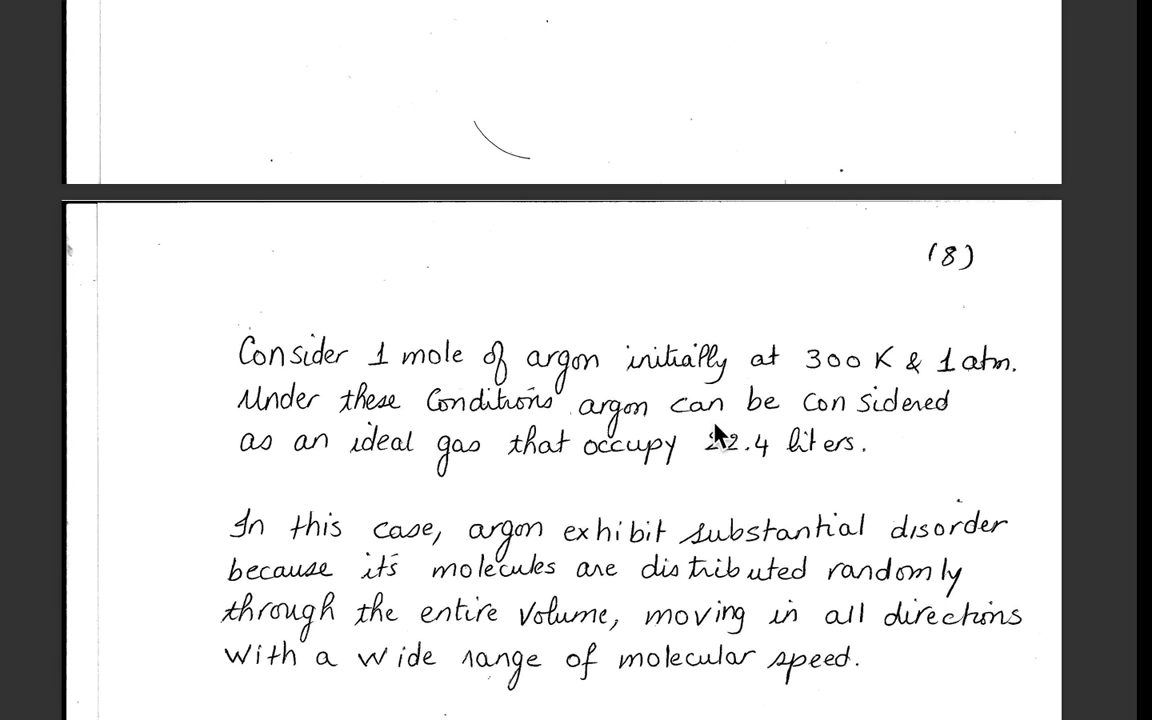 (8)
Consider 1 mole of argon initially at 300 K & 1 atm.
Under these Conditions argon can be considered
as an ideal gas that occupy 22.4 liters.
In this case, argon exhibit substantial disorder
because its molecules are distributed randomly
through the entire volume, moving in all directions
with a wide range of molecular speed.